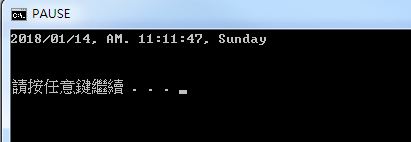 PAUSE
2018/01/14, AM. 11:11:47, Sunday
請按任意鍵繼續 . . .